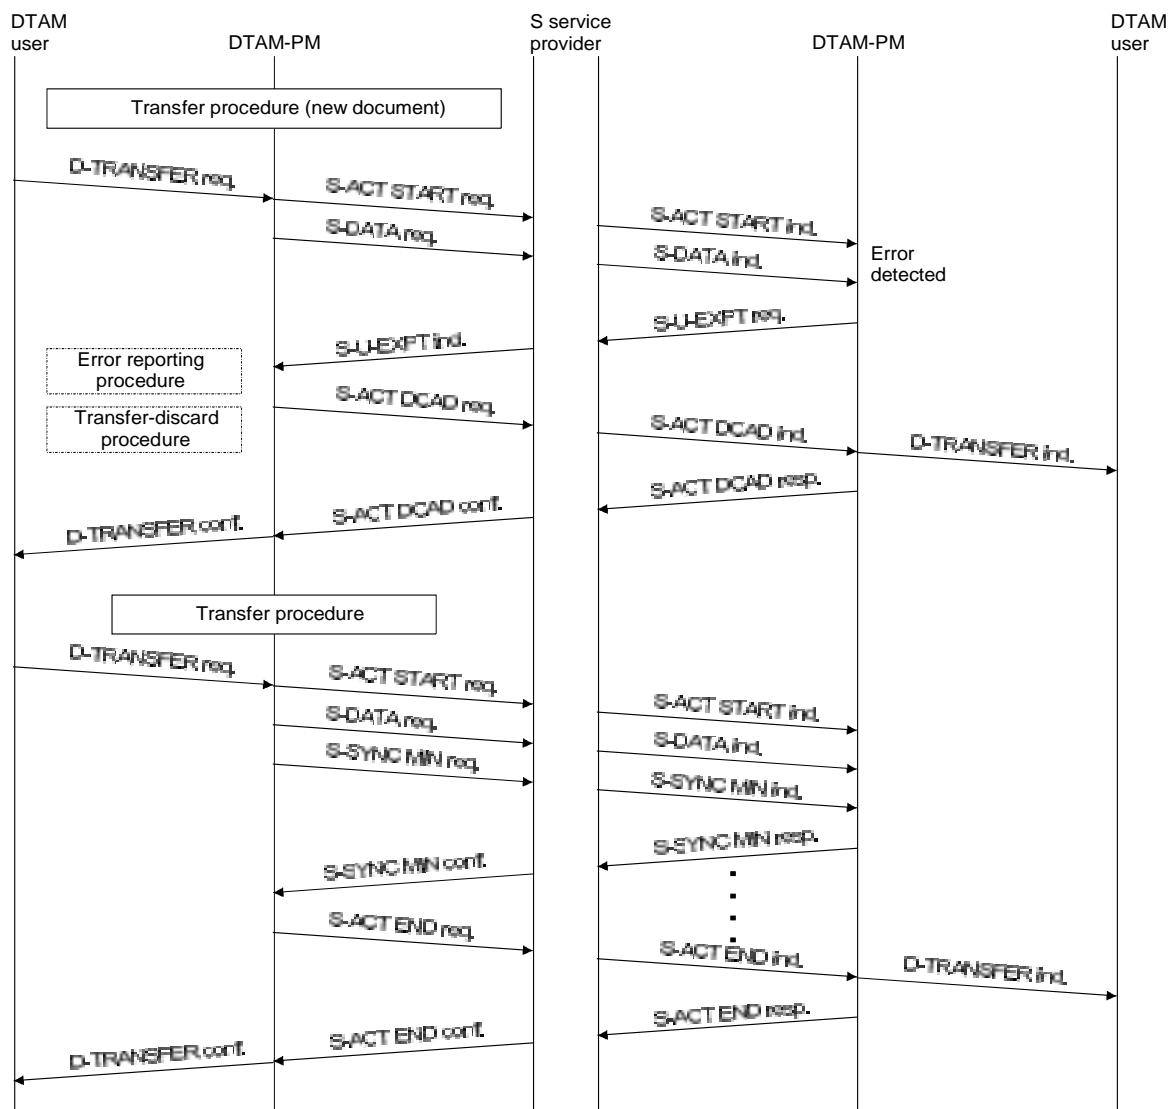 DTAM
user
DTAM-PM
S service
provider
DTAM-PM
DTAM
user
Transfer procedure (new document)
D-TRANSFER req.
S-ACT START req.
S-ACT START ind.
S-DATA req.
S-DATA ind.
Error
detected
S-U-EXPT req.
S-U-EXPT ind.
Error reporting
procedure
S-ACT DCAD req.
Transfer-discard
procedure
S-ACT DCAD ind.
D-TRANSFER ind.
S-ACT DCAD resp.
S-ACT DCAD conf.
D-TRANSFER conf.
Transfer procedure
D-TRANSFER req.
S-ACT START req.
S-ACT START ind.
S-DATA req.
S-DATA ind.
S-SYNC MIN req.
S-SYNC MIN ind.
S-SYNC MIN resp.
S-SYNC MIN conf.
S-ACT END req.
S-ACT END ind.
D-TRANSFER ind.
S-ACT END resp.
S-ACT END conf.
D-TRANSFER conf.